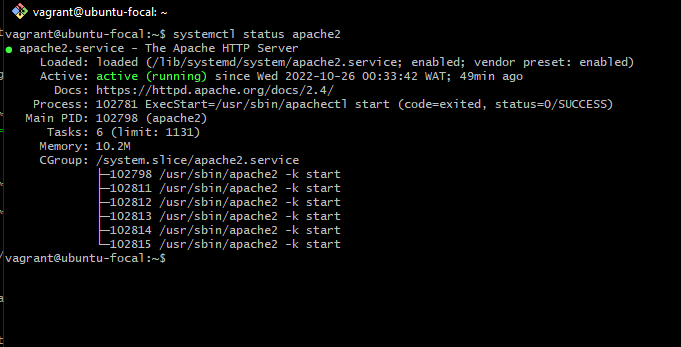 vagrant@ubuntu-focal: ~
vagrant@ubuntu-focal:~$ systemctl status apache2
● apache2.service - The Apache HTTP Server
     Loaded: loaded (/lib/systemd/system/apache2.service; enabled; vendor preset: enabled)
     Active: active (running) since Wed 2022-10-26 00:33:42 WAT; 49min ago
       Docs: https://httpd.apache.org/docs/2.4/
    Process: 102781 ExecStart=/usr/sbin/apachectl start (code=exited, status=0/SUCCESS)
   Main PID: 102798 (apache2)
      Tasks: 6 (limit: 1131)
     Memory: 10.2M
     CGroup: /system.slice/apache2.service
             ├─102798 /usr/sbin/apache2 -k start
             ├─102811 /usr/sbin/apache2 -k start
             ├─102812 /usr/sbin/apache2 -k start
             ├─102813 /usr/sbin/apache2 -k start
             ├─102814 /usr/sbin/apache2 -k start
             └─102815 /usr/sbin/apache2 -k start
vagrant@ubuntu-focal:~$